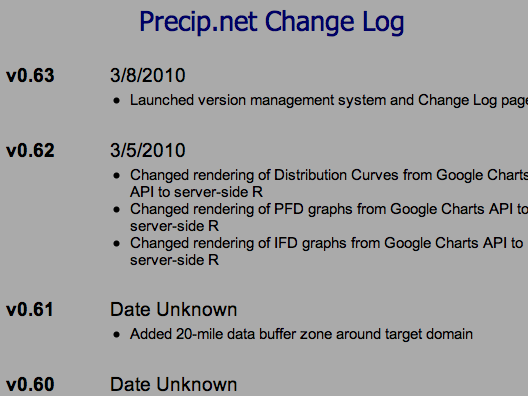 Precip.net Change Log
v0.63 3/8/2010
• Launched version management system and Change Log page
v0.62 3/5/2010
• Changed rendering of Distribution Curves from Google Charts
API to server-side R
• Changed rendering of PFD graphs from Google Charts API to
server-side R
• Changed rendering of IFD graphs from Google Charts API to
server-side R
v0.61 Date Unknown
• Added 20-mile data buffer zone around target domain
v0.60 Date Unknown